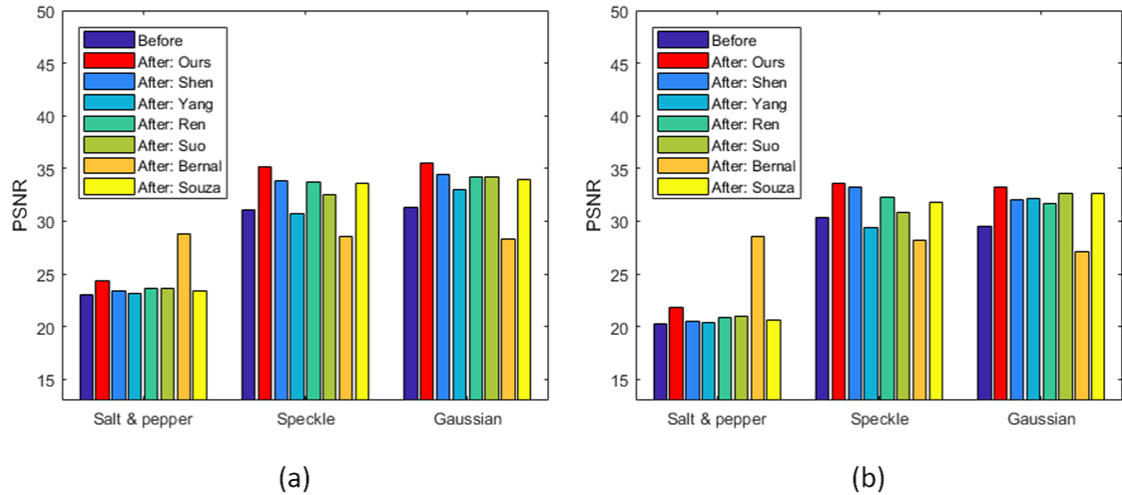 50
45
40
35
30
25
20
15
PSNR
Before
After: Ours
After: Shen
After: Yang
After: Ren
After: Suo
After: Bernal
After: Souza
Salt & pepper Speckle Gaussian
(a)
50
45
40
35
30
25
20
15
PSNR
Before
After: Ours
After: Shen
After: Yang
After: Ren
After: Suo
After: Bernal
After: Souza
Salt & pepper Speckle Gaussian
(b)